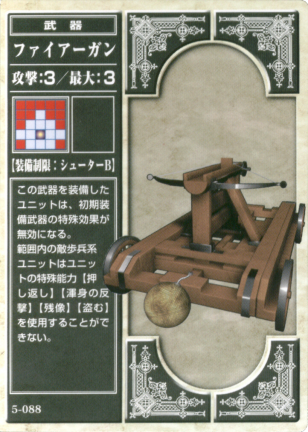 武器
ファイアーガン
攻撃:3／最大:3
【装備制限：シューターB】
この武器を装備した
ユニットは、初期装
備武器の特殊効果が
無効になる。
範囲内の敵歩兵系
ユニットはユニッ
トの特殊能力【押
し返し】【渾身の反
撃】【残像】【盗む】
を使用することがで
きない。
5-088